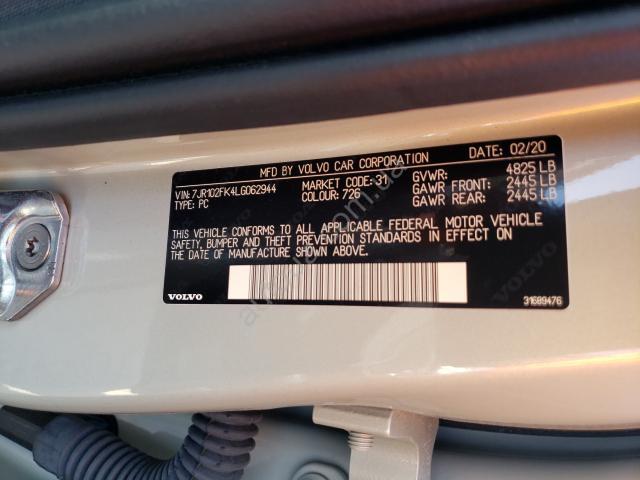 MFD BY VOLVO CAR CORPORATION DATE: 02/20
VIN: 7JR102FK4LG062944 MARKET CODE: 31 GVWR: 4825 LB
TYPE: PC COLOUR: 726 GAWR FRONT: 2445 LB
GAWR REAR: 2445 LB
THIS VEHICLE CONFORMS TO ALL APPLICABLE FEDERAL MOTOR VEHICLE
SAFETY, BUMPER AND THEFT PREVENTION STANDARDS IN EFFECT ON
THE DATE OF MANUFACTURE SHOWN ABOVE.
VOLVO 31689476